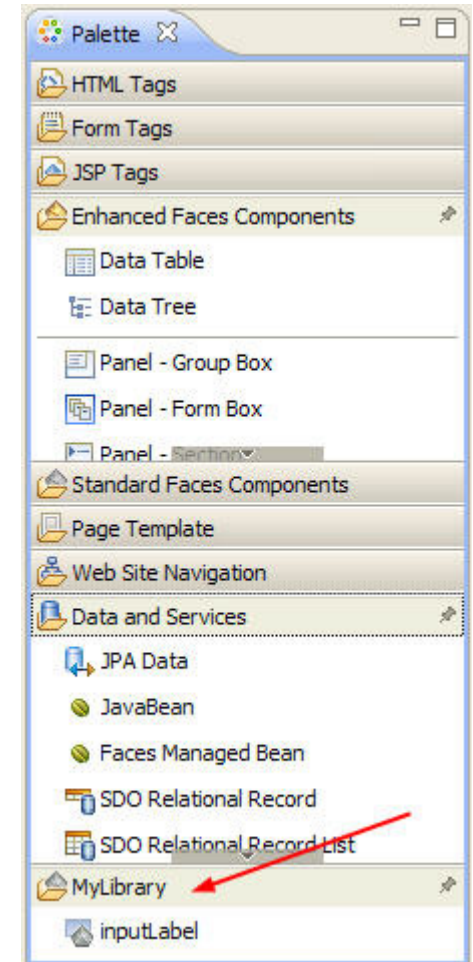 Palette
HTML Tags
Form Tags
JSP Tags
Enhanced Faces Components
Data Table
Data Tree
Panel - Group Box
Panel - Form Box
Panel - Section
Standard Faces Components
Page Template
Web Site Navigation
Data and Services
JPA Data
JavaBean
Faces Managed Bean
SDO Relational Record
SDO Relational Record List
MyLibrary
inputLabel